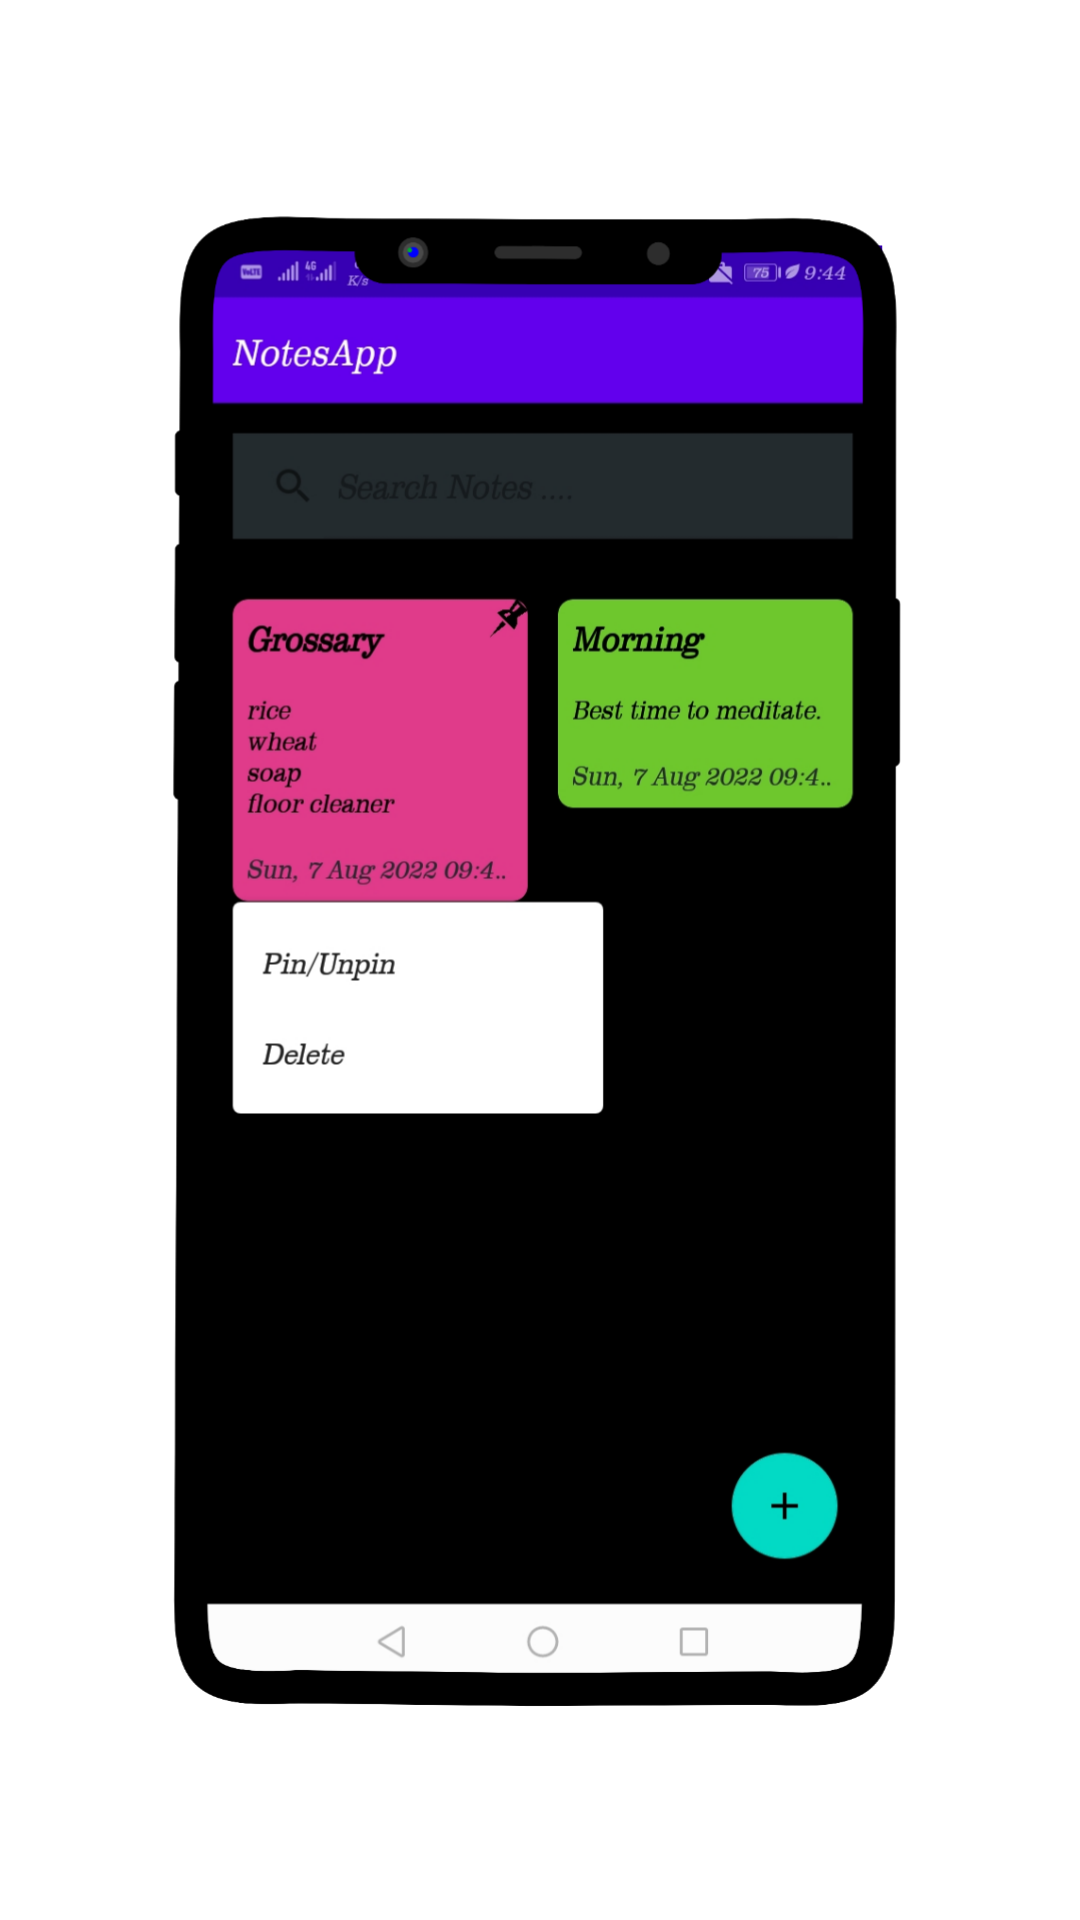 VoLTE 4G K/s 75 9:44
NotesApp
Search Notes ....
Grossary
rice
wheat
soap
floor cleaner
Sun, 7 Aug 2022 09:4..
Morning
Best time to meditate.
Sun, 7 Aug 2022 09:4..
Pin/Unpin
Delete